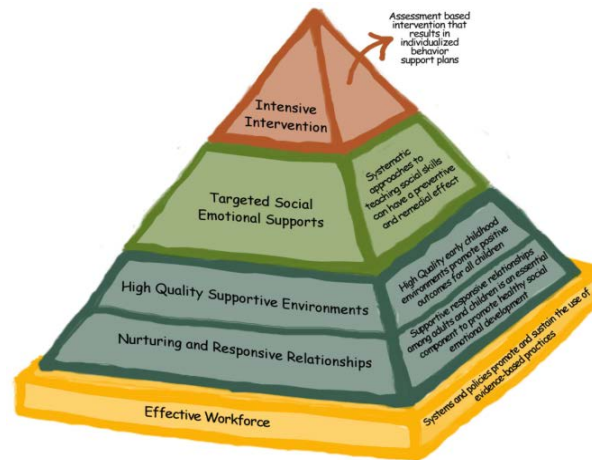 Assessment based
intervention that
results in
individualized
behavior
support plans
Intensive
Intervention
Targeted Social
Emotional Supports
Systematic
approaches to
teaching social skills
can have a preventive
and remedial effect
High Quality Supportive Environments
High Quality early childhood
environments promote positive
outcomes for all children
Nurturing and Responsive Relationships
Supportive responsive relationships
among adults and children is an essential
component to promote healthy social
emotional development
Effective Workforce
Systems and policies promote and sustain the use of
evidence-based practices